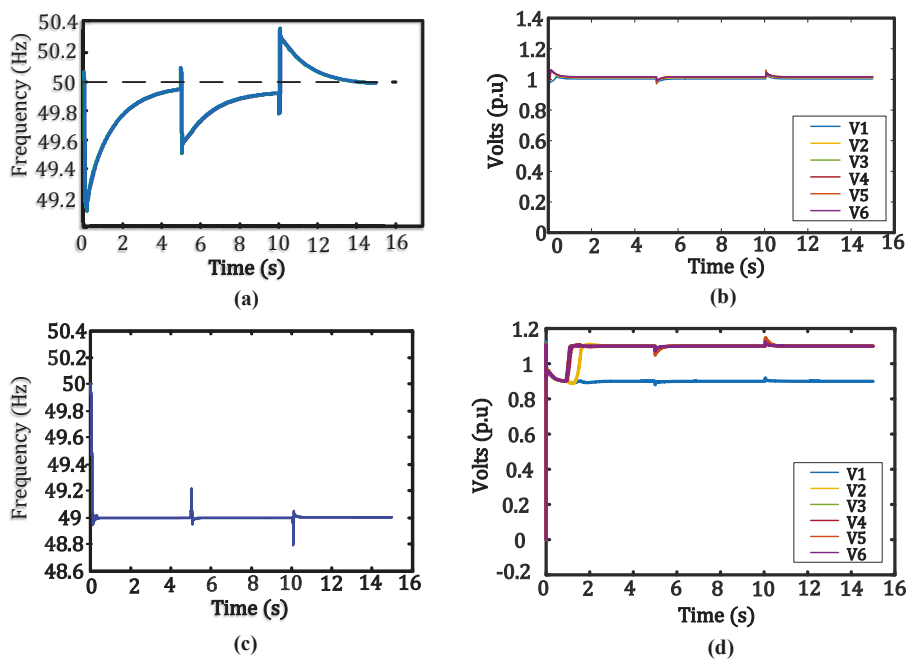 50.4
50.2
50
49.8
49.6
49.4
49.2
Frequency (Hz)
0 2 4 6 8 10 12 14 16
Time (s)
(a)
1.4
1.2
1
0.8
0.6
0.4
0.2
0
Volts (p.u)
V1
V2
V3
V4
V5
V6
2 4 6 8 10 12 14 16
Time (s)
(b)
50.4
50.2
50
49.8
49.6
49.4
49.2
49
48.8
48.6
Frequency (Hz)
0 2 4 6 8 10 12 14 16
Time (s)
(c)
1.2
1
0.8
0.6
0.4
0.2
0
-0.2
Volts (p.u)
V1
V2
V3
V4
V5
V6
0 2 4 6 8 10 12 14 16
Time (s)
(d)